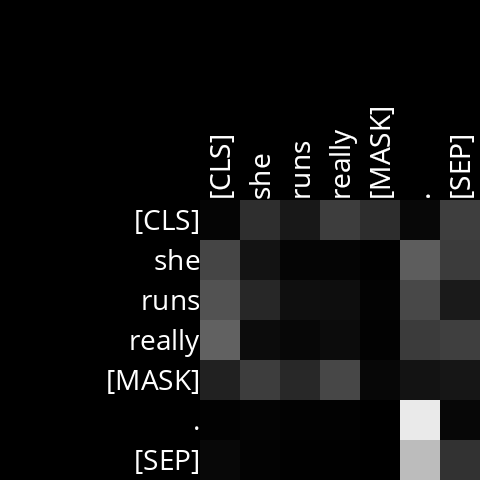 [CLS] she runs really [MASK] . [SEP]
[CLS]
she
runs
really
[MASK]
.
[SEP]